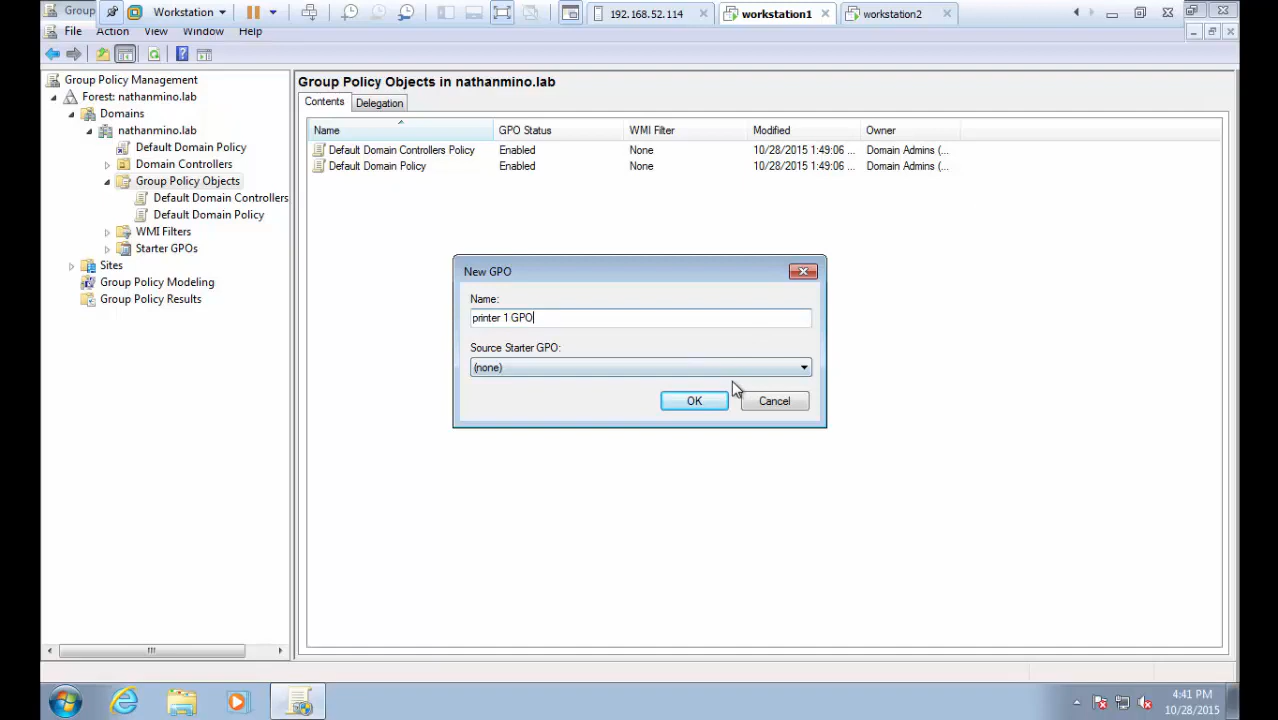 Group
Workstation
192.168.52.114
workstation1
workstation2
File Action View Window Help
Group Policy Management
Forest: nathanmino.lab
Domains
nathanmino.lab
Default Domain Policy
Domain Controllers
Group Policy Objects
Default Domain Controllers
Default Domain Policy
WMI Filters
Starter GPOs
Sites
Group Policy Modeling
Group Policy Results
Group Policy Objects in nathanmino.lab
Contents Delegation
Name GPO Status WMI Filter Modified Owner
Default Domain Controllers Policy Enabled None 10/28/2015 1:49:06 ... Domain Admins (...
Default Domain Policy Enabled None 10/28/2015 1:49:06 ... Domain Admins (...
New GPO
Name:
printer 1 GPO
Source Starter GPO:
(none)
OK Cancel
4:41 PM
10/28/2015